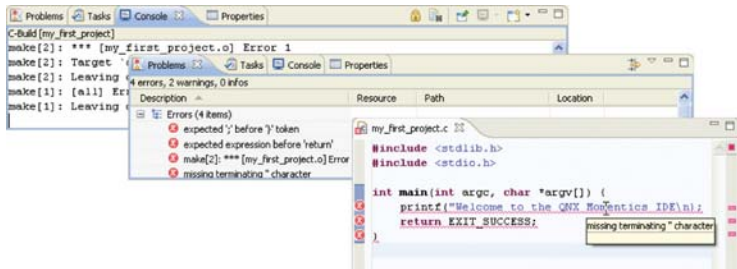 Problems Tasks Console Properties
C-Build [my_first_project]
make[2]: *** [my_first_project.o] Error 1
make[2]: Target `
make[2]: Leaving
make[1]: [all] Er
make[1]: Leaving
Problems Tasks Console Properties
4 errors, 2 warnings, 0 infos
Description Resource Path Location
Errors (4 items)
expected ';' before '}' token
expected expression before 'return'
make[2]: *** [my_first_project.o] Error
missing terminating " character
my_first_project.c
#include <stdlib.h>
#include <stdio.h>
int main(int argc, char *argv[]) {
printf("Welcome to the QNX Momentics IDE\n);
return EXIT_SUCCESS;
}
missing terminating " character